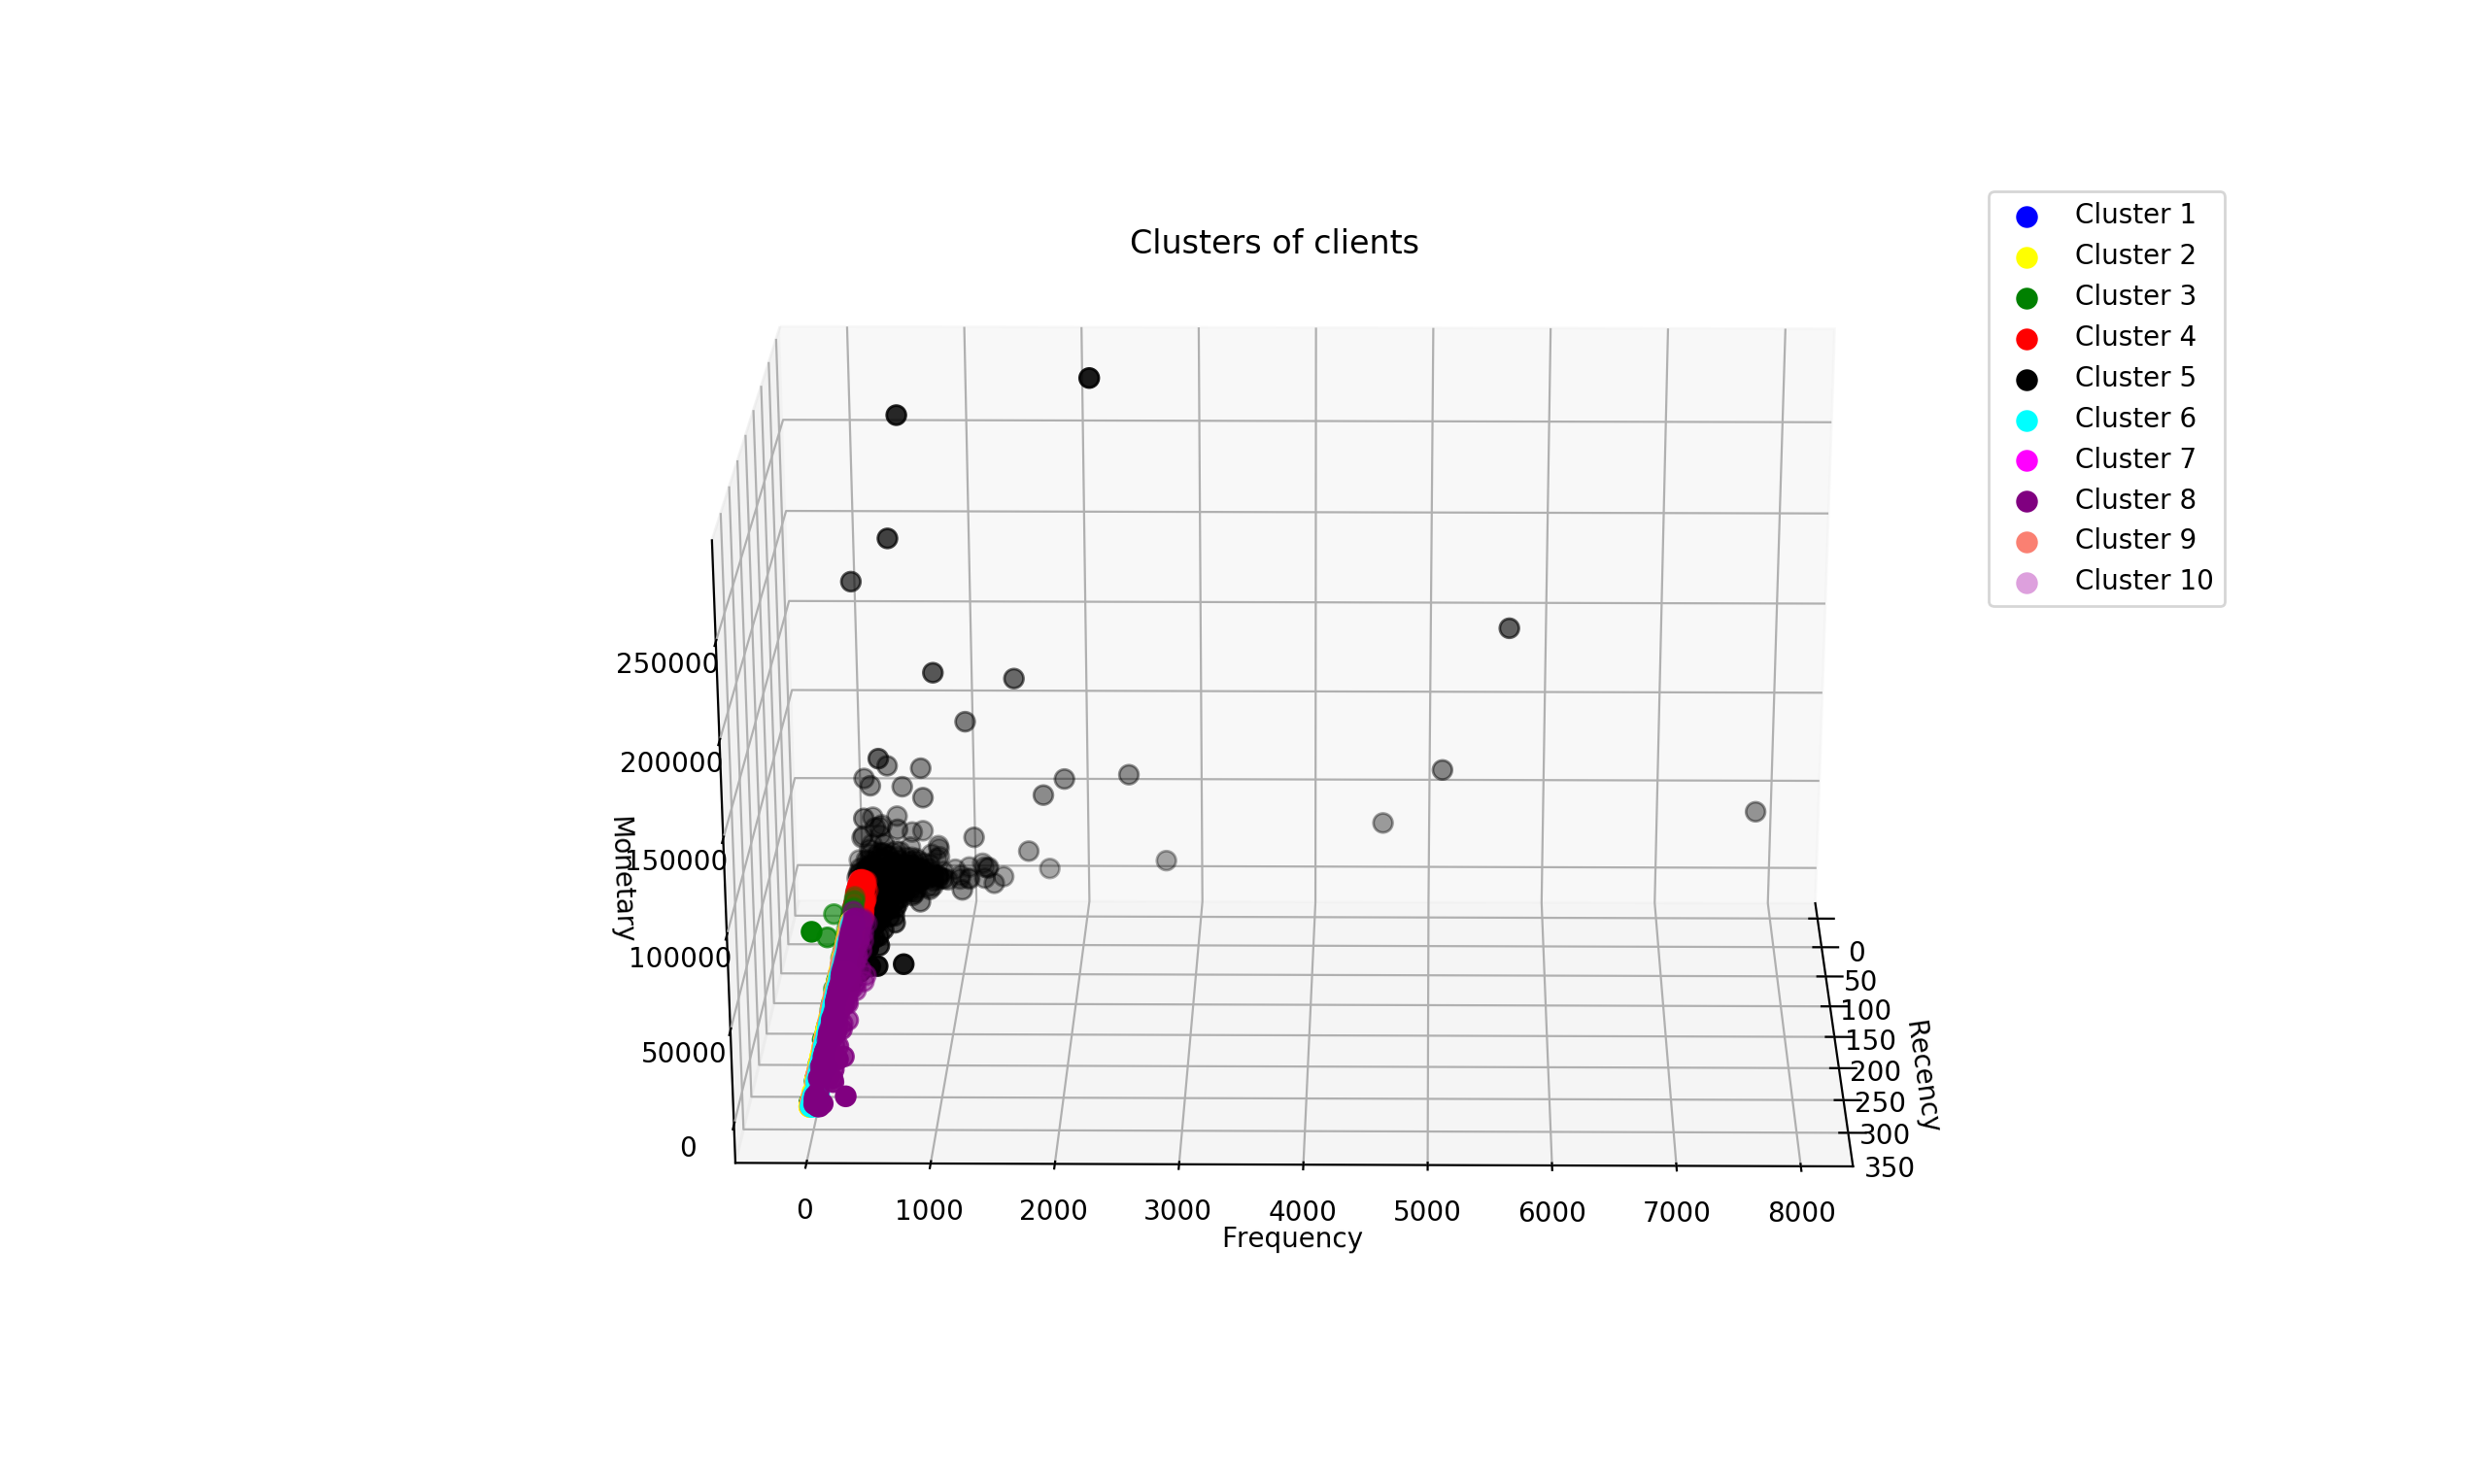 Clusters of clients
Cluster 1
Cluster 2
Cluster 3
Cluster 4
Cluster 5
Cluster 6
Cluster 7
Cluster 8
Cluster 9
Cluster 10
250000
200000
150000
100000
50000
0
Monetary
0
50
100
150
200
250
300
350
Recency
0 1000 2000 3000 4000 5000 6000 7000 8000
Frequency